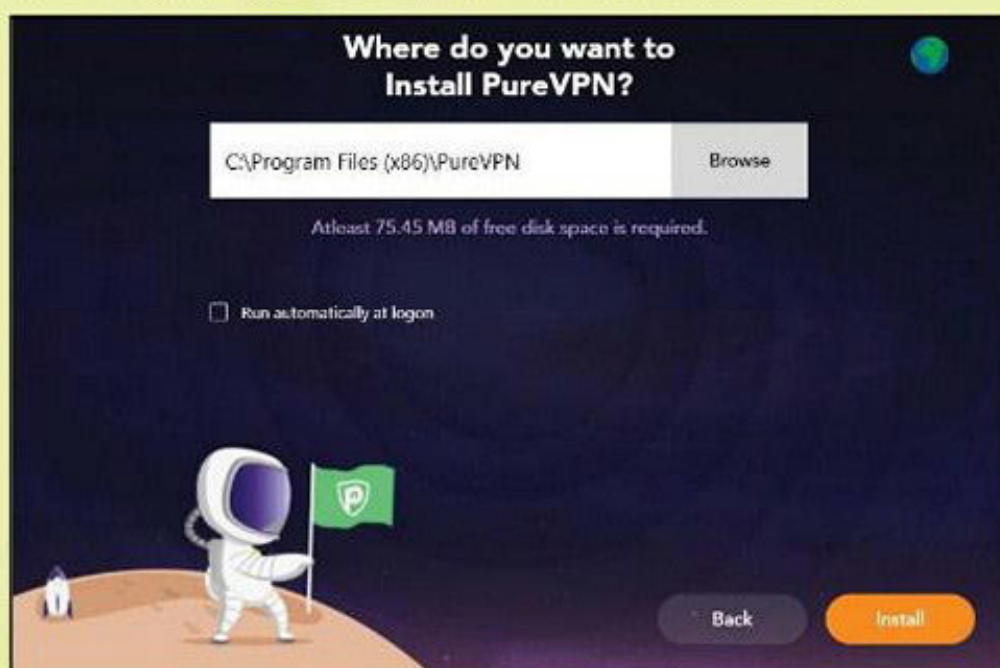 Where do you want to
Install PureVPN?
C:\Program Files (x86)\PureVPN
Browse
Atleast 75.45 MB of free disk space is required.
Run automatically at logon
P
Back
Install